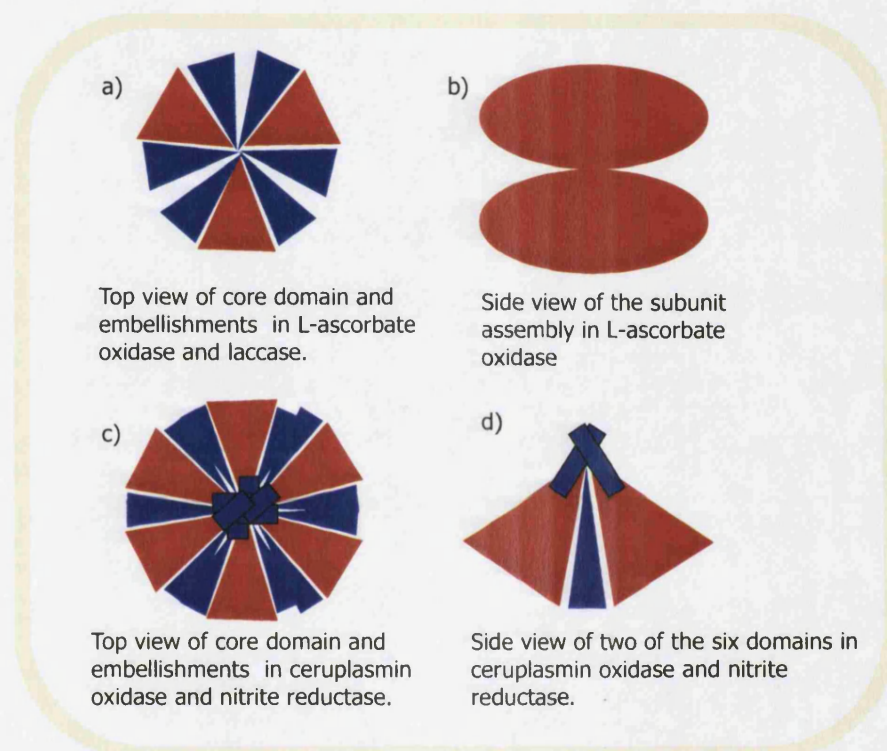 a)
b)
Top view of core domain and
embellishments in L-ascorbate
oxidase and laccase.
Side view of the subunit
assembly in L-ascorbate
oxidase
c)
d)
Top view of core domain and
embellishments in ceruplasmin
oxidase and nitrite reductase.
Side view of two of the six domains in
ceruplasmin oxidase and nitrite
reductase.